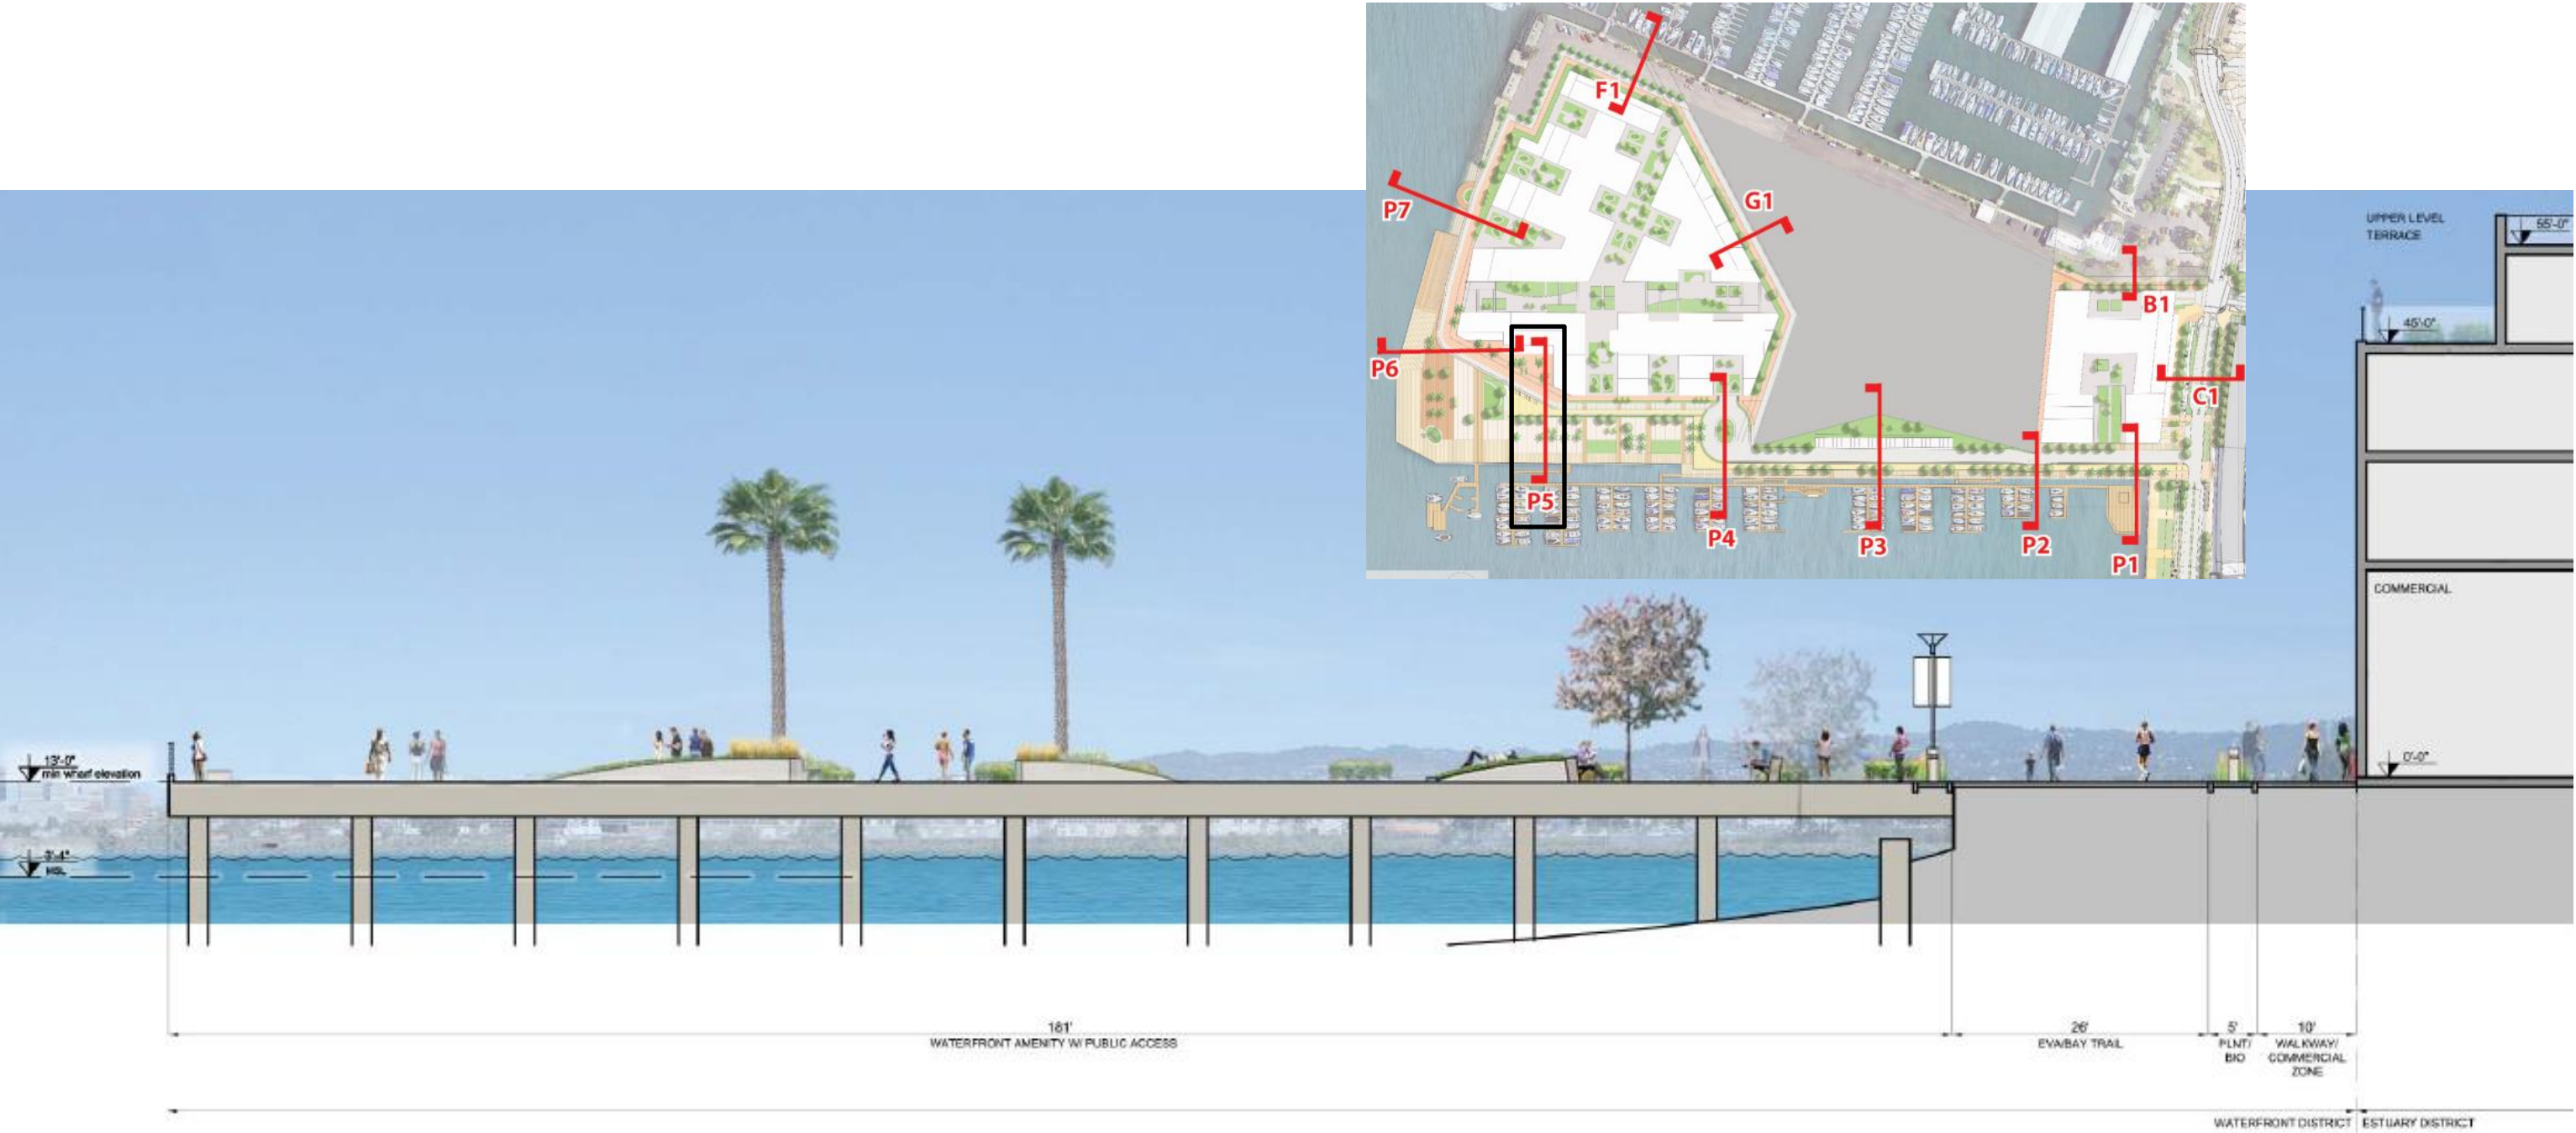 F1
P7
G1
P6
B1
C1
P5
P4
P3
P2
P1
UPPER LEVEL
TERRACE
55'-0"
45'-0"
COMMERCIAL
0'-0"
13'-0"
min wharf elevation
3'-4"
MSL
181'
WATERFRONT AMENITY W/ PUBLIC ACCESS
26'
EVA/BAY TRAIL
5'
PLNT/
BIO
10'
WALKWAY/
COMMERCIAL
ZONE
WATERFRONT DISTRICT
ESTUARY DISTRICT